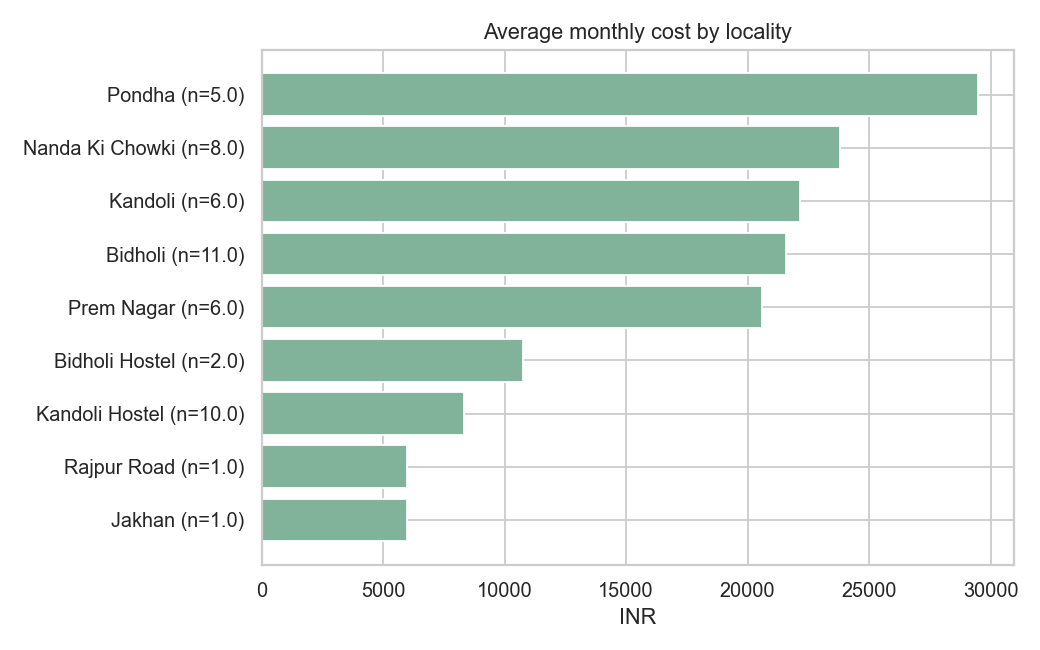 Average monthly cost by locality
Pondha (n=5.0)
Nanda Ki Chowki (n=8.0)
Kandoli (n=6.0)
Bidholi (n=11.0)
Prem Nagar (n=6.0)
Bidholi Hostel (n=2.0)
Kandoli Hostel (n=10.0)
Rajpur Road (n=1.0)
Jakhan (n=1.0)
0 5000 10000 15000 20000 25000 30000
INR